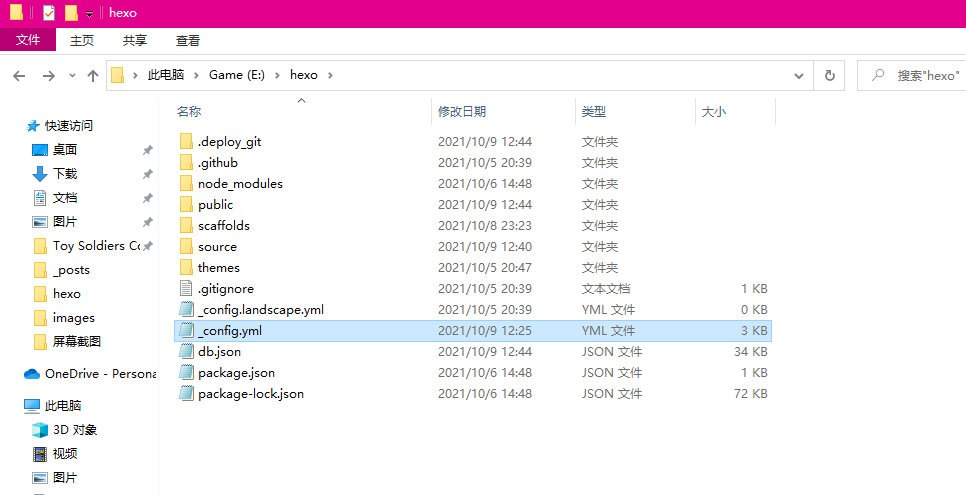 hexo
文件 主页 共享 查看
此电脑 Game (E:) hexo 搜索"hexo"
名称 修改日期 类型 大小
快速访问
桌面
下载
文档
图片
Toy Soldiers Co
_posts
hexo
images
屏幕截图
OneDrive - Persona
此电脑
3D 对象
视频
图片
.deploy_git 2021/10/9 12:44 文件夹
.github 2021/10/5 20:39 文件夹
node_modules 2021/10/6 14:48 文件夹
public 2021/10/9 12:44 文件夹
scaffolds 2021/10/8 23:23 文件夹
source 2021/10/9 12:40 文件夹
themes 2021/10/5 20:47 文件夹
.gitignore 2021/10/5 20:39 文本文档 1 KB
_config.landscape.yml 2021/10/5 20:39 YML 文件 0 KB
_config.yml 2021/10/9 12:25 YML 文件 3 KB
db.json 2021/10/9 12:44 JSON 文件 34 KB
package.json 2021/10/6 14:48 JSON 文件 1 KB
package-lock.json 2021/10/6 14:48 JSON 文件 72 KB